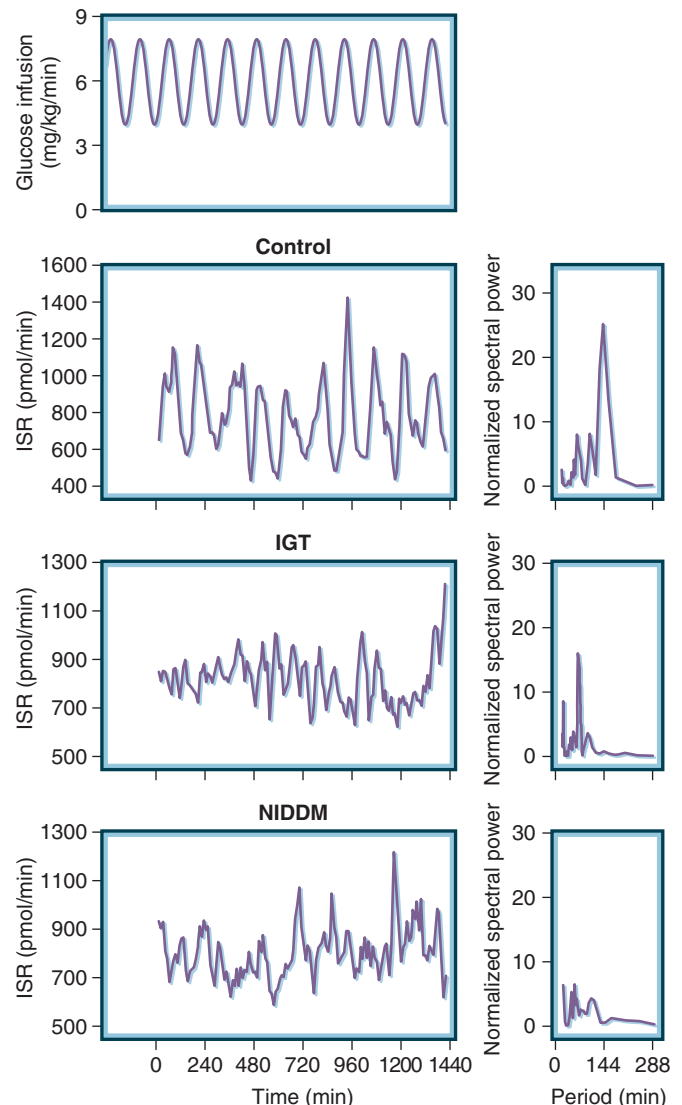 Glucose infusion
(mg/kg/min)
9
6
3
0
Control
ISR (pmol/min)
1600
1400
1200
1000
800
600
400
Normalized spectral power
30
20
10
0
IGT
ISR (pmol/min)
1300
1100
900
700
500
Normalized spectral power
30
20
10
0
NIDDM
ISR (pmol/min)
1300
1100
900
700
500
Normalized spectral power
30
20
10
0
0 240 480 720 960 1200 1440
Time (min)
0 144 288
Period (min)